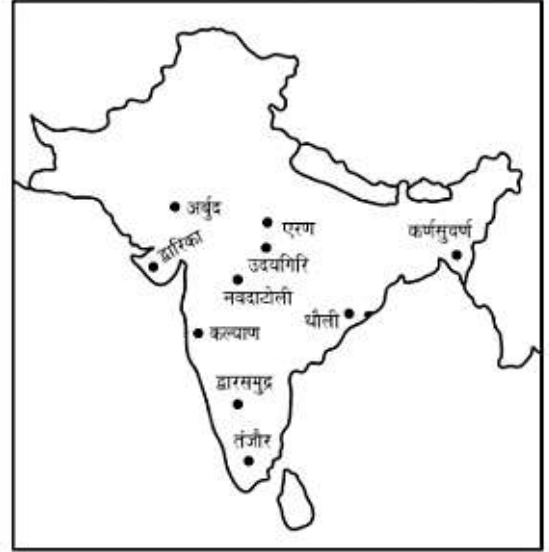 अर्बुद
एरण
द्वारिका
उदयगिरि
कर्णसुवर्ण
नवदाटोली
धौली
कल्याण
द्वारसमुद्र
तंजौर